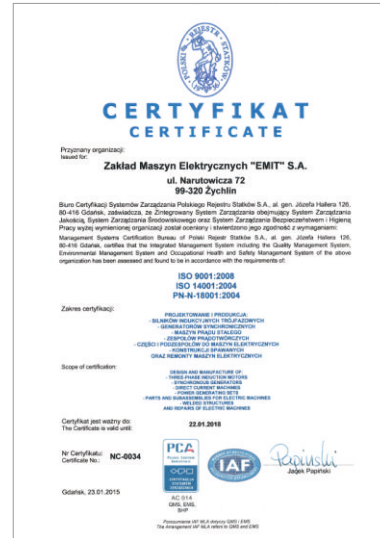 POLSKI REJESTR STATKÓW
CERTYFIKAT
CERTIFICATE
Przyznany organizacji:
Issued for:
Zakład Maszyn Elektrycznych "EMIT" S.A.
ul. Narutowicza 72
99-320 Żychlin
Biuro Certyfikacji Systemów Zarządzania Polskiego Rejestru Statków S.A., al. gen. Józefa Hallera 126,
80-416 Gdańsk, zaświadcza, że Zintegrowany System Zarządzania obejmujący System Zarządzania
Jakością, System Zarządzania Środowiskowego oraz System Zarządzania Bezpieczeństwem i Higieną
Pracy wyżej wymienionej organizacji został oceniony i stwierdzono jego zgodność z wymaganiami:
Management Systems Certification Bureau of Polski Rejestr Statków S.A., al. gen. Józefa Hallera 126,
80-416 Gdańsk, certifies that the Integrated Management System including the Quality Management System,
Environmental Management System and Occupational Health and Safety Management System of the above
organization has been assessed and found to be in accordance with the requirements of:
ISO 9001:2008
ISO 14001:2004
PN-N-18001:2004
Zakres certyfikacji:
PROJEKTOWANIE I PRODUKCJA:
- SILNIKÓW INDUKCYJNYCH TRÓJFAZOWYCH
- GENERATORÓW SYNCHRONICZNYCH
- MASZYN PRĄDU STAŁEGO
- ZESPOŁÓW PRĄDOTWÓRCZYCH
- CZĘŚCI I PODZESPOŁÓW DO MASZYN ELEKTRYCZNYCH
- KONSTRUKCJI SPAWANYCH
ORAZ REMONTY MASZYN ELEKTRYCZNYCH
Scope of certification:
DESIGN AND MANUFACTURE OF:
- THREE-PHASE INDUCTION MOTORS
- SYNCHRONOUS GENERATORS
- DIRECT CURRENT MACHINES
- POWER GENERATING SETS
- PARTS AND SUBASSEMBLIES FOR ELECTRIC MACHINES
- WELDED STRUCTURES
AND REPAIRS OF ELECTRIC MACHINES
Certyfikat jest ważny do:
The Certificate is valid until:
22.01.2018
Nr Certyfikatu:
Certificate No.:
NC-0034
PCA
CERTYFIKACJA
SYSTEMÓW
ZARZĄDZANIA
AC 014
QMS, EMS,
BHP
IAF
Papiński
Jacek Papiński
Gdańsk, 23.01.2015
Porozumienie IAF MLA dotyczy QMS i EMS
The Arrangement IAF MLA refers to QMS and EMS